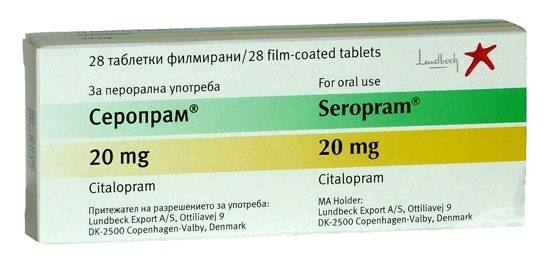 28 таблетки филмирани/28 film-coated tablets
Lundbeck
За перорална употреба
Серопрам®
20 mg
Citalopram
Притежател на разрешението за употреба:
Lundbeck Export A/S, Ottiliavej 9
DK-2500 Copenhagen-Valby, Denmark
For oral use
Seropram®
20 mg
Citalopram
MA Holder:
Lundbeck Export A/S, Ottiliavej 9
DK-2500 Copenhagen-Valby, Denmark